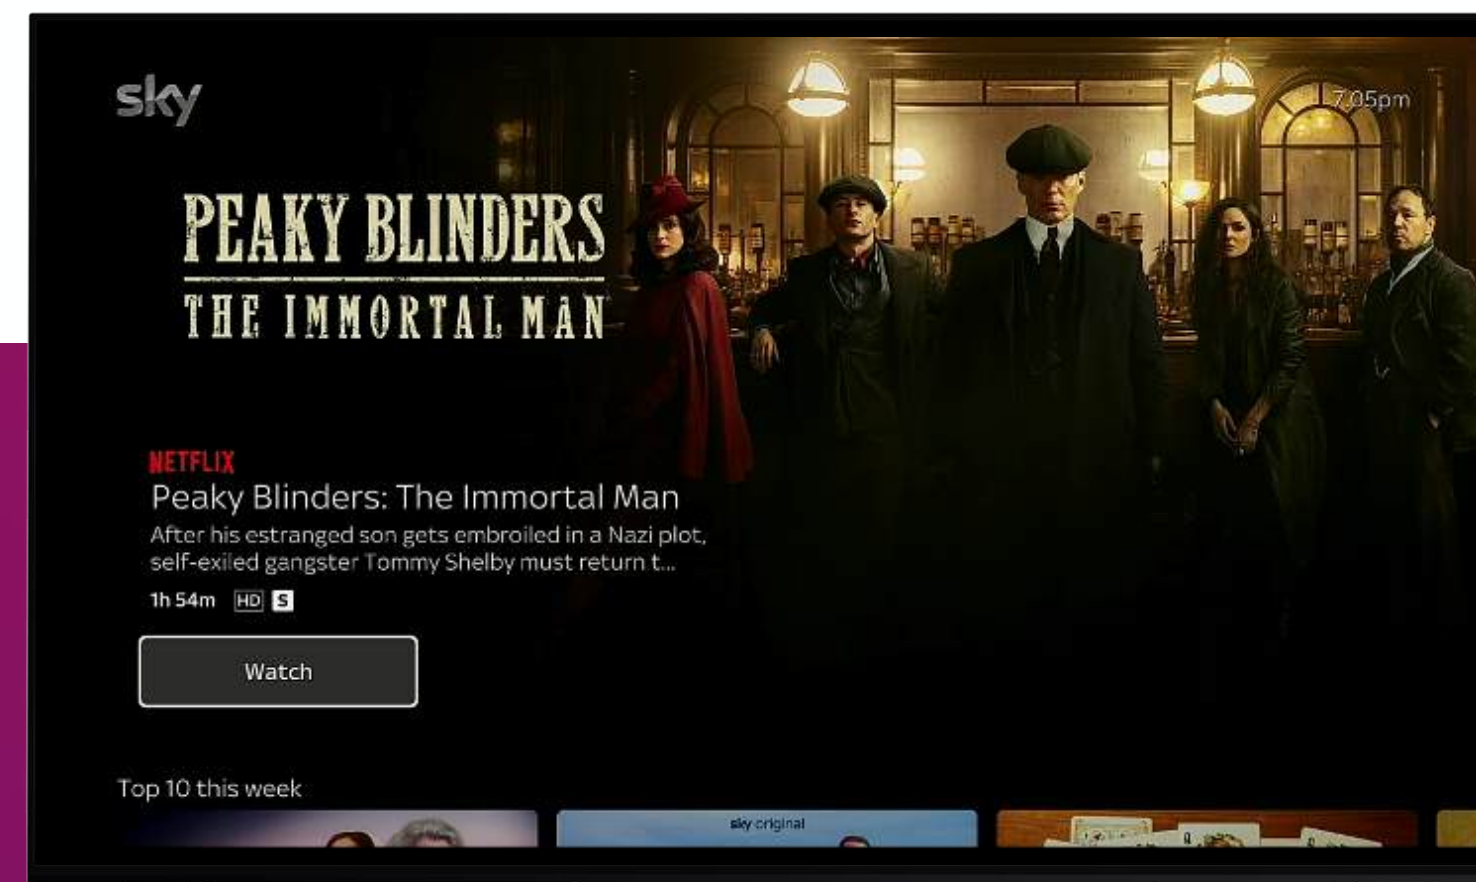 sky
7.05pm
PEAKY BLINDERS
THE IMMORTAL MAN
NETFLIX
Peaky Blinders: The Immortal Man
After his estranged son gets embroiled in a Nazi plot,
self-exiled gangster Tommy Shelby must return t...
1h 54m HD S
Watch
Top 10 this week
sky original